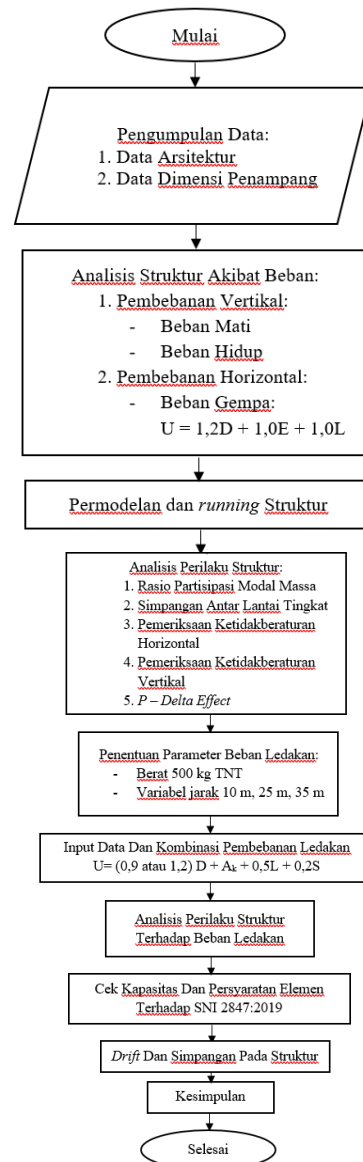 Mulai
Pengumpulan Data:
1. Data Arsitektur
2. Data Dimensi Penampang
Analisis Struktur Akibat Beban:
1. Pembebanan Vertikal:
- Beban Mati
- Beban Hidup
2. Pembebanan Horizontal:
- Beban Gempa:
U = 1,2D + 1,0E + 1,0L
Permodelan dan running Struktur
Analisis Perilaku Struktur:
1. Rasio Partisipasi Modal Massa
2. Simpangan Antar Lantai Tingkat
3. Pemeriksaan Ketidakberaturan
Horizontal
4. Pemeriksaan Ketidakberaturan
Vertikal
5. P – Delta Effect
Penentuan Parameter Beban Ledakan:
- Berat 500 kg TNT
- Variabel jarak 10 m, 25 m, 35 m
Input Data Dan Kombinasi Pembebanan Ledakan
U= (0,9 atau 1,2) D + Ak + 0,5L + 0,2S
Analisis Perilaku Struktur
Terhadap Beban Ledakan
Cek Kapasitas Dan Persyaratan Elemen
Terhadap SNI 2847:2019
Drift Dan Simpangan Pada Struktur
Kesimpulan
Selesai